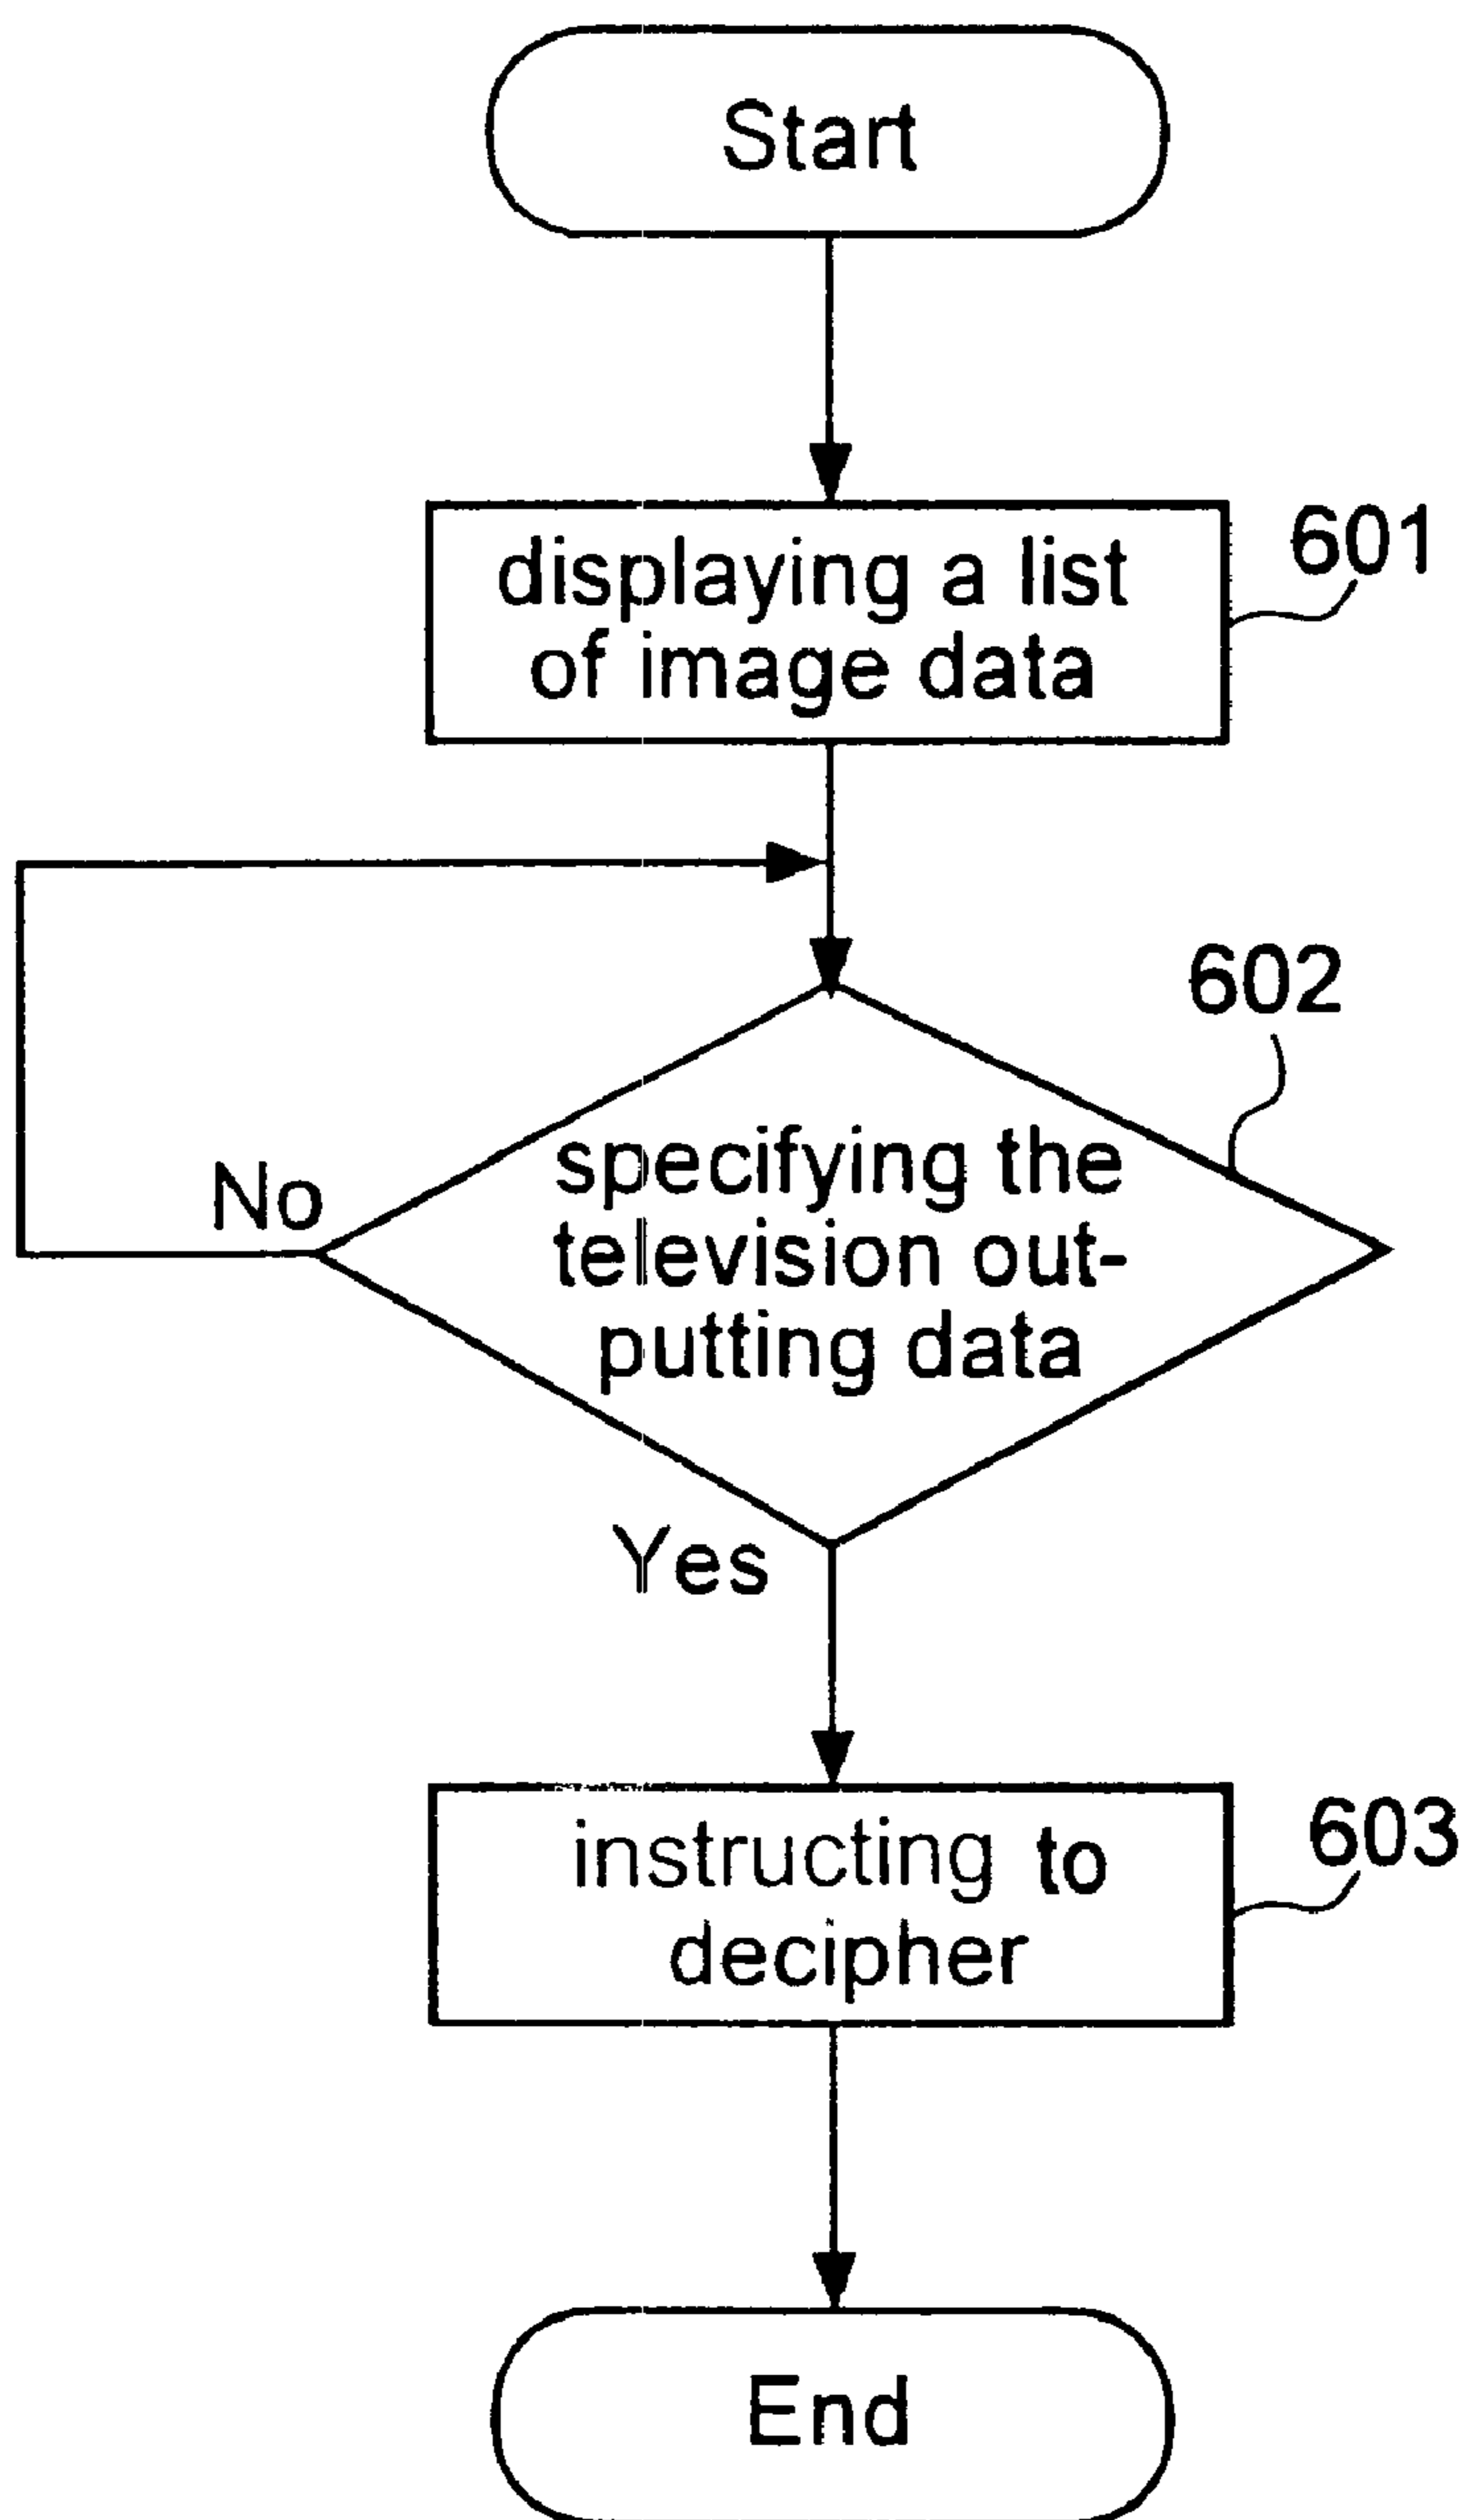 Start
displaying a list
of image data
601
602
specifying the
television out-
putting data
No
Yes
instructing to
decipher
603
End